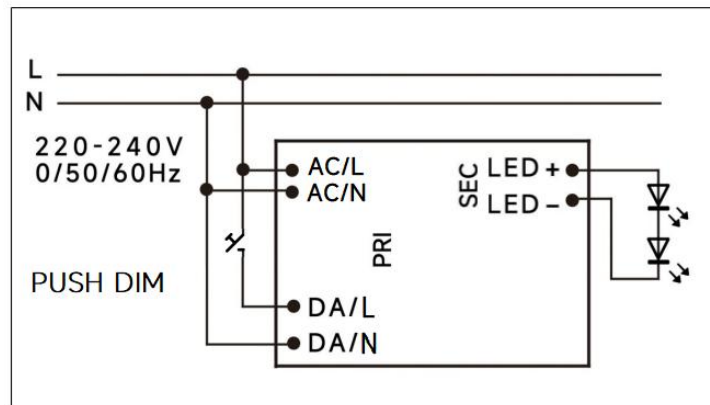 L
N
220-240V
0/50/60Hz
AC/L
AC/N
PRI
SEC
LED +
LED -
PUSH DIM
DA/L
DA/N